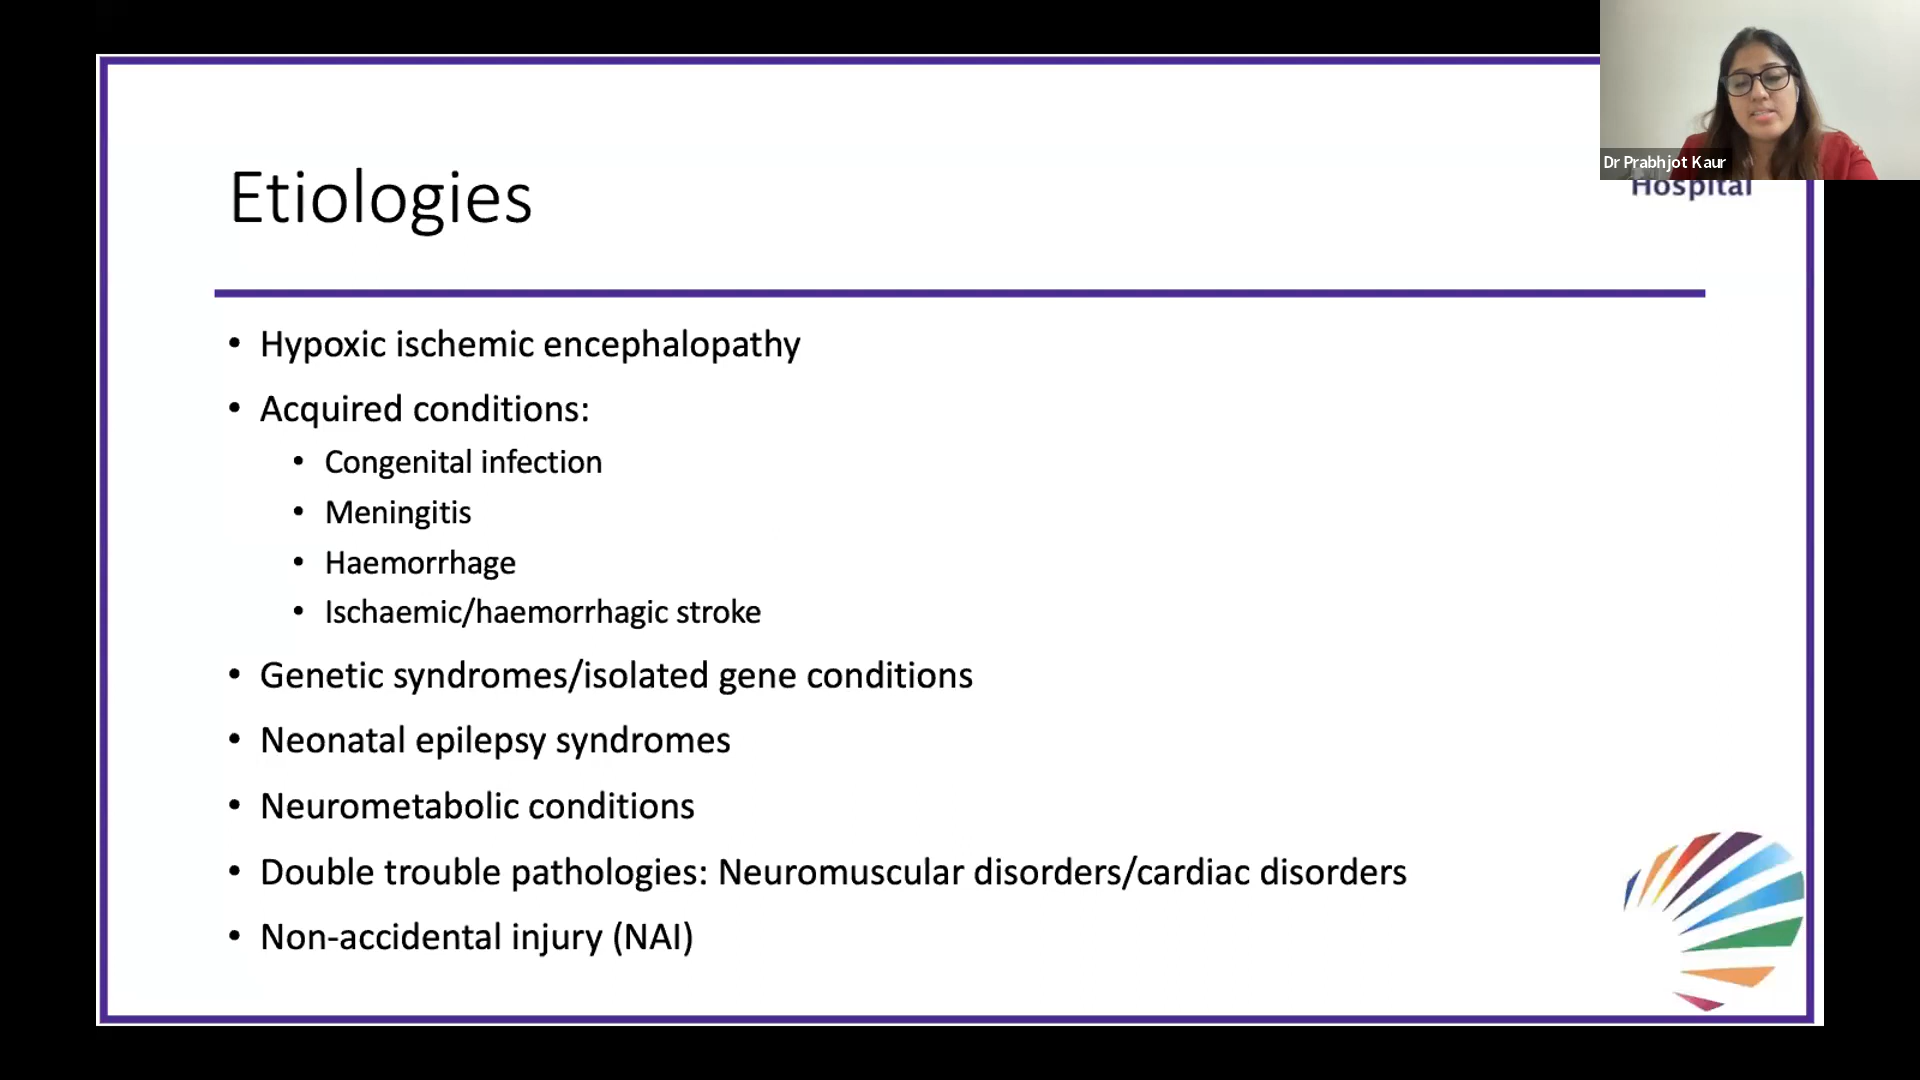 Dr Prabhjot Kaur
Hospital
Etiologies
• Hypoxic ischemic encephalopathy
• Acquired conditions:
• Congenital infection
• Meningitis
• Haemorrhage
• Ischaemic/haemorrhagic stroke
• Genetic syndromes/isolated gene conditions
• Neonatal epilepsy syndromes
• Neurometabolic conditions
• Double trouble pathologies: Neuromuscular disorders/cardiac disorders
• Non-accidental injury (NAI)